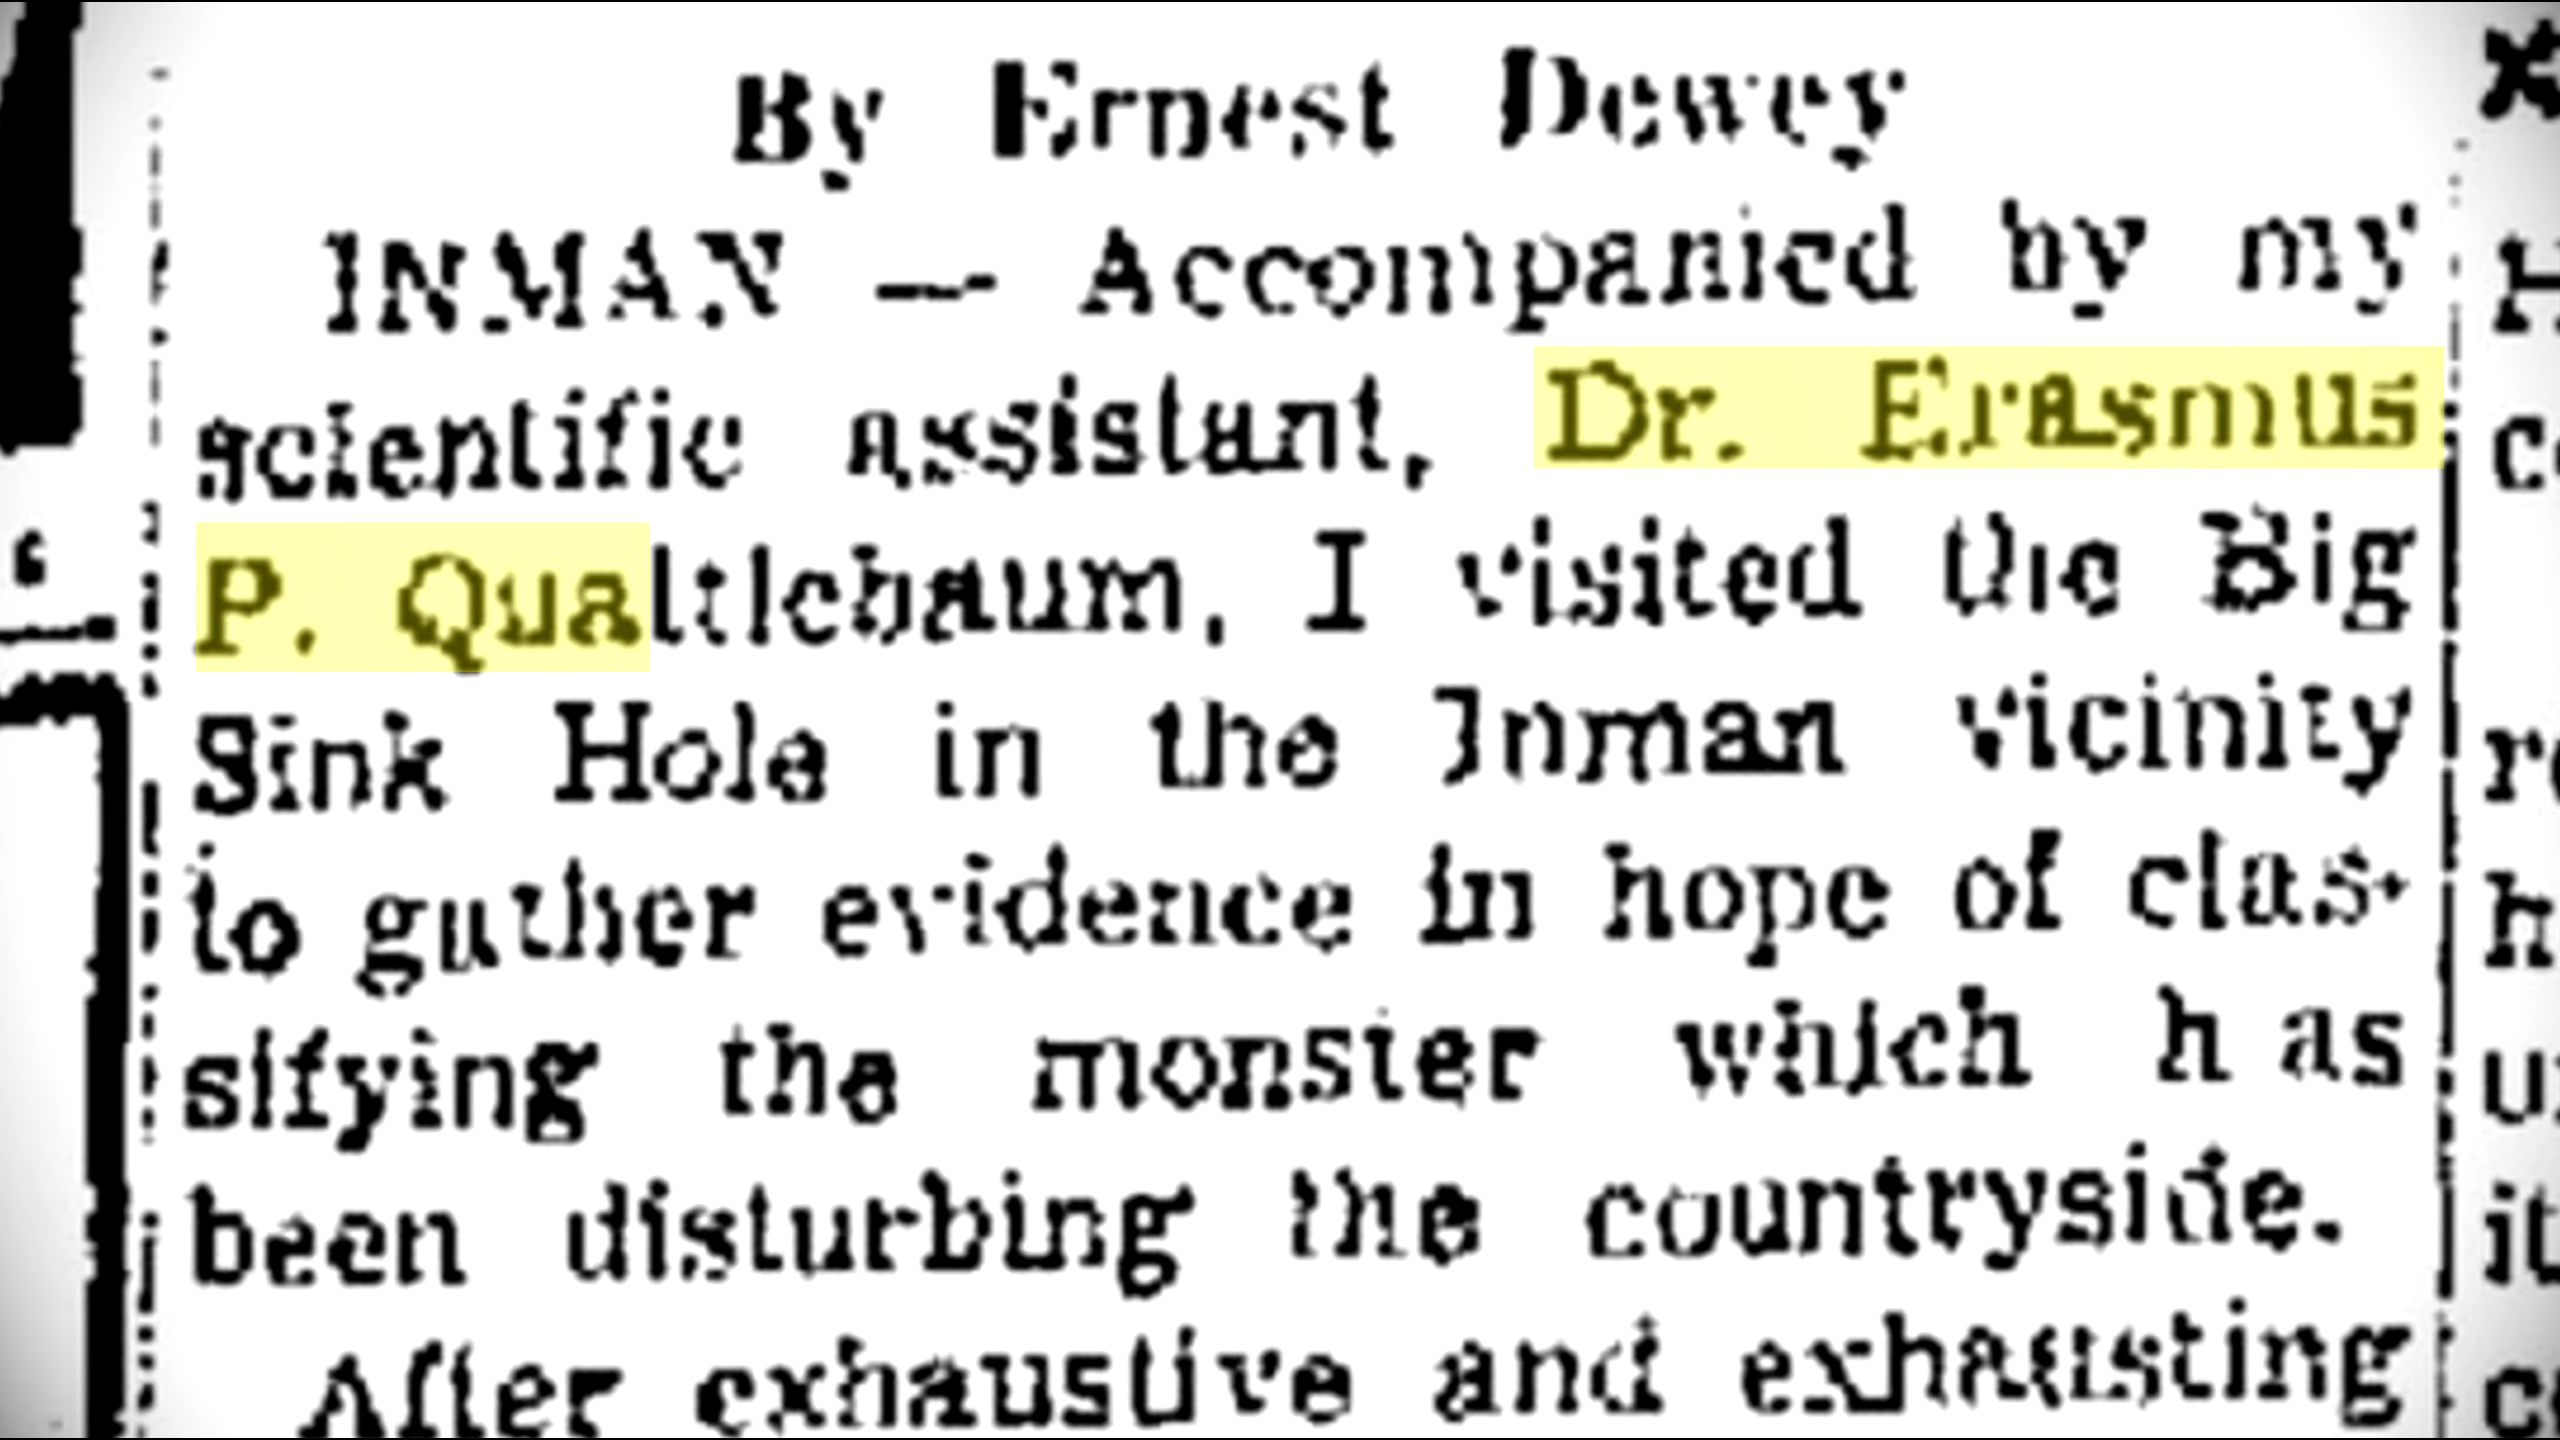 By Ernest Dewey
INMAN — Accompanied by my
scientific assistant, Dr. Erasmus
P. Quattlebaum, I visited the Big
Sink Hole in the Inman vicinity
to gather evidence in hope of clas-
sifying the monster which has
been disturbing the countryside.
After exhaustive and exhausting